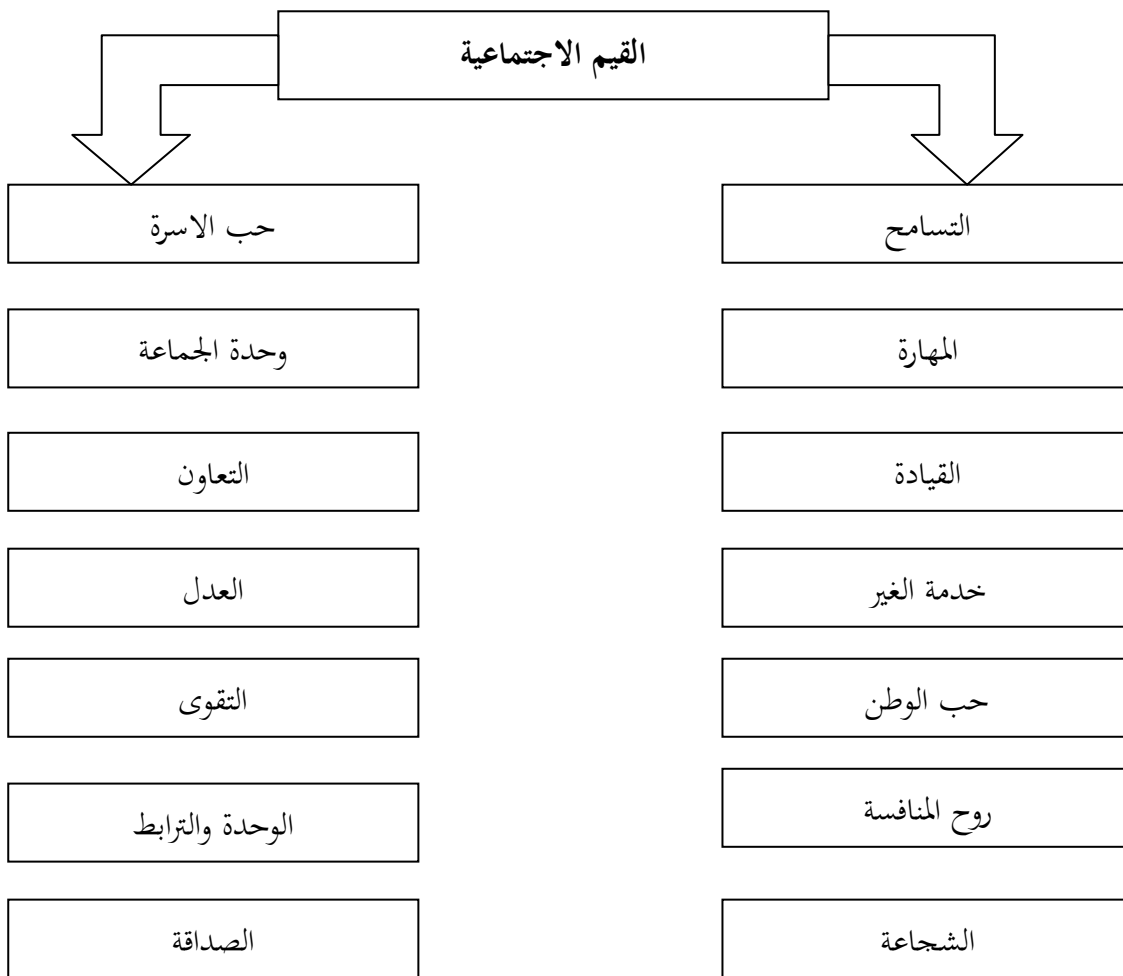 القيم الاجتماعية
التسامح
حب الاسرة
المهارة
وحدة الجماعة
القيادة
التعاون
خدمة الغير
العدل
حب الوطن
التقوى
روح المنافسة
الوحدة والترابط
الشجاعة
الصداقة